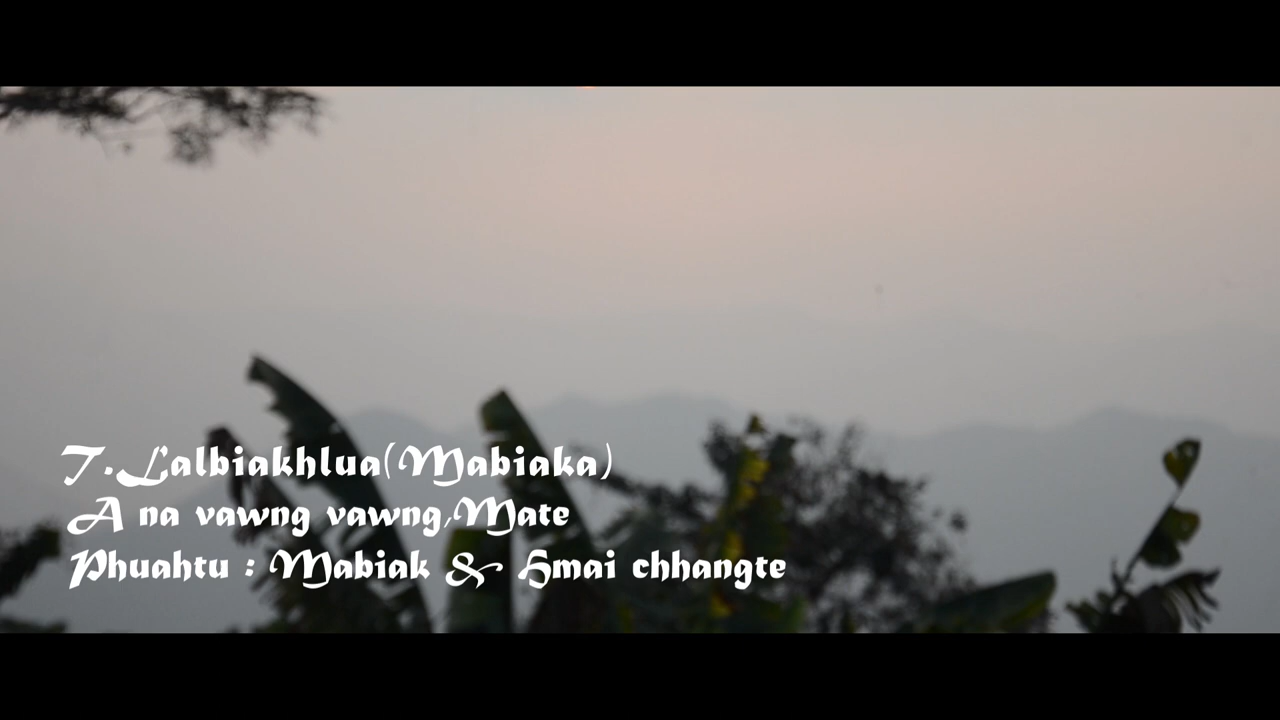 T.Lalbiakhlua(Mabiaka)
A na vawng vawng,Mate
Phuahtu : Mabiak & Hmai chhangte